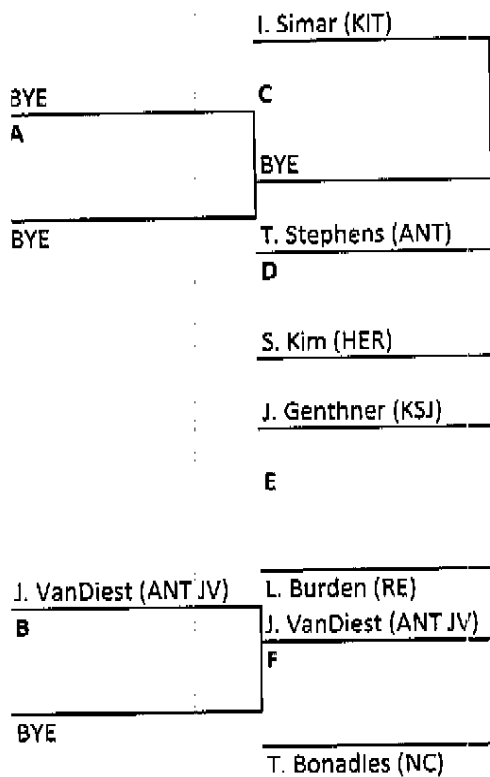 I. Simar (KIT)
BYE
C
A
BYE
BYE
T. Stephens (ANT)
D
S. Kim (HER)
J. Genthner (KSJ)
E
L. Burden (RE)
J. VanDiest (ANT JV)
B
J. VanDiest (ANT JV)
F
BYE
T. Bonadles (NC)